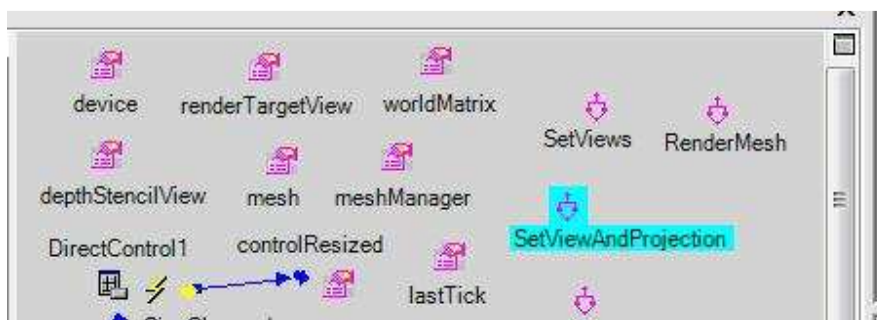 device renderTargetView worldMatrix
SetViews RenderMesh
depthStencilView mesh meshManager
SetViewAndProjection
DirectControl1 controlResized
lastTick